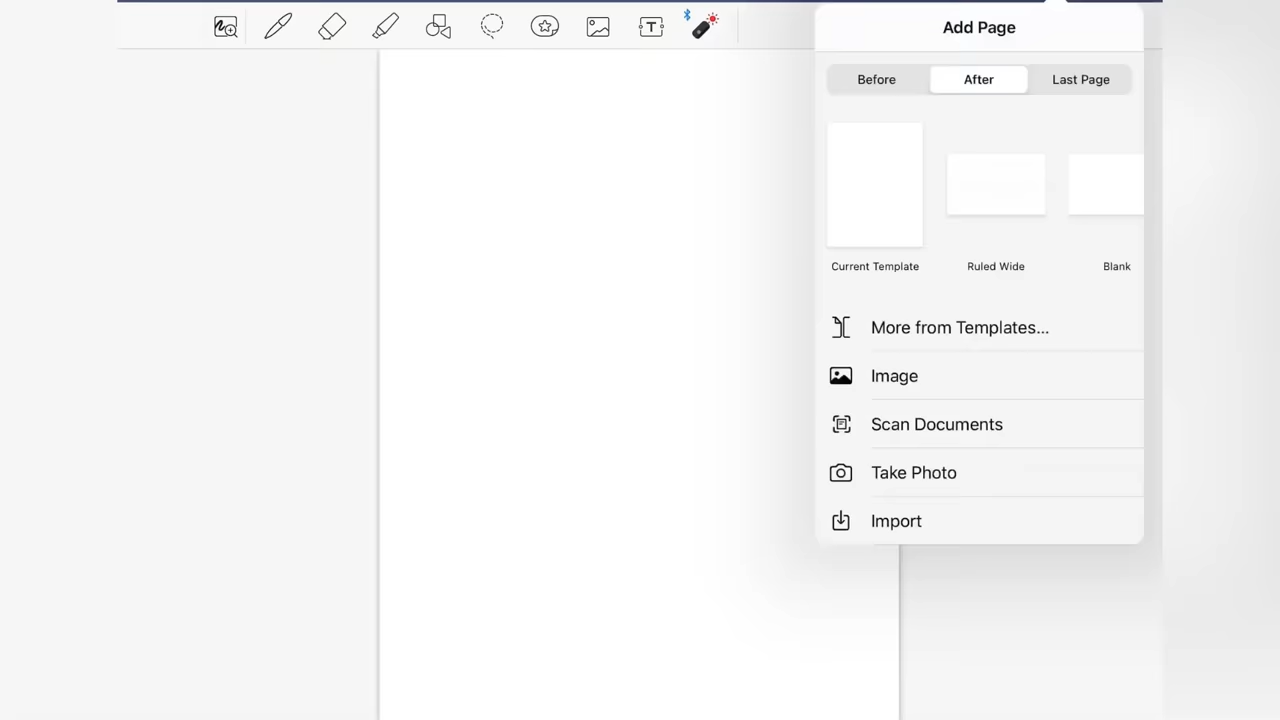 Add Page
Before After Last Page
Current Template Ruled Wide Blank
More from Templates...
Image
Scan Documents
Take Photo
Import
T